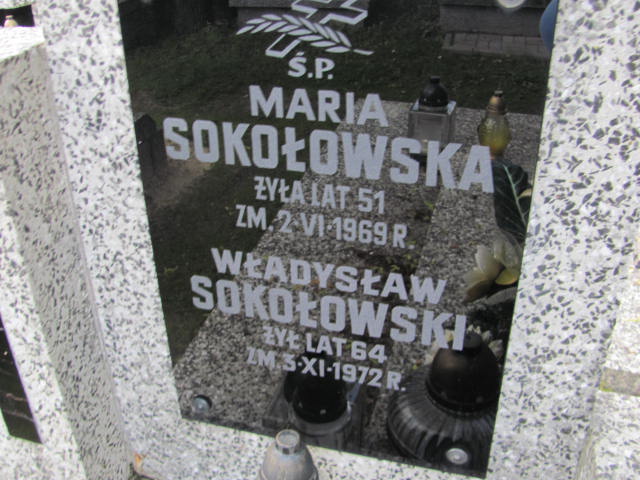 Ś.P.
MARIA
SOKOŁOWSKA
ŻYŁA LAT 51
ZM. 2·VI·1969 R.
WŁADYSŁAW
SOKOŁOWSKI
ŻYŁ LAT 64
ZM. 3·XI·1972 R.